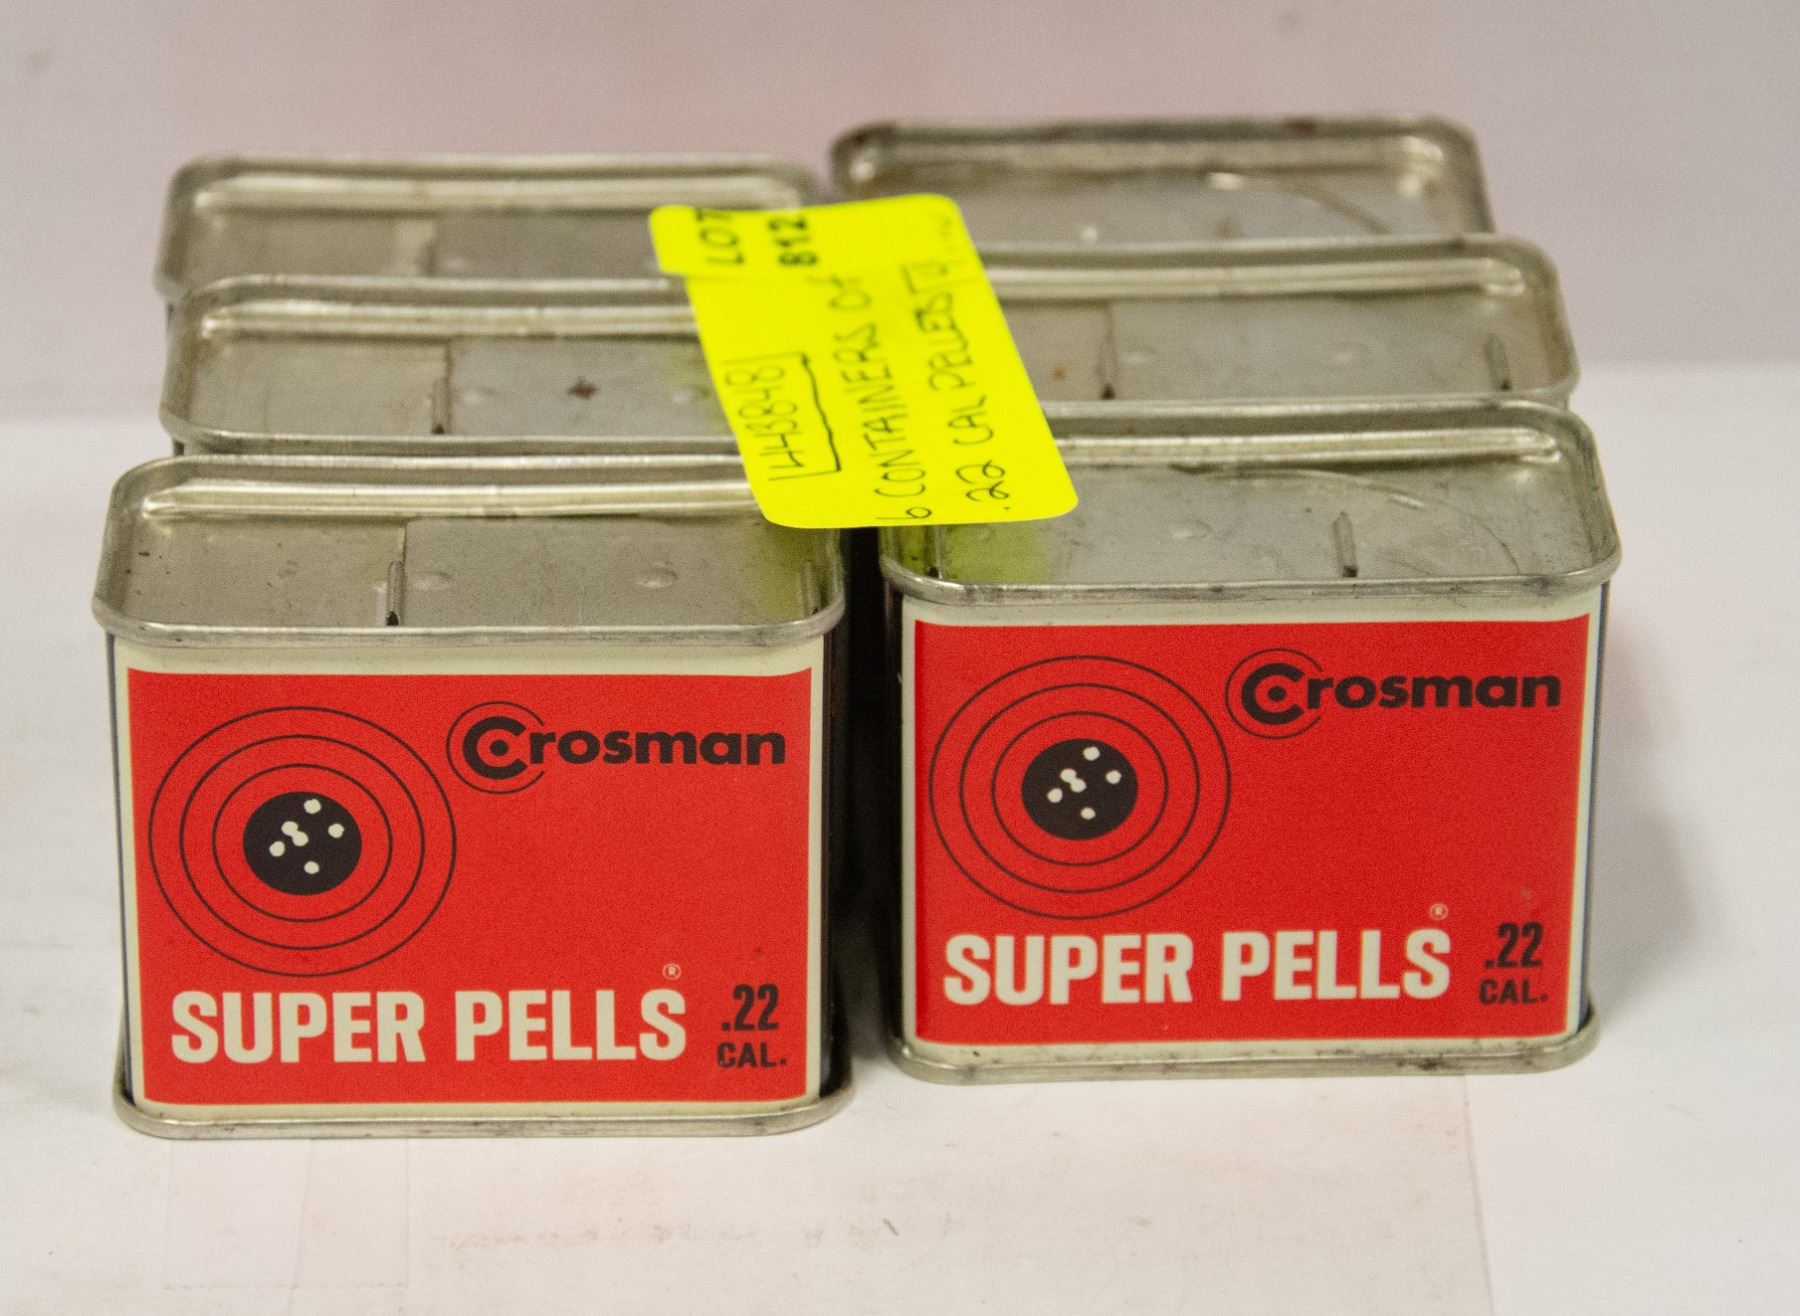 LOT
812
448848
6 CONTAINERS OF
.22 CAL PELLETS
Crosman
SUPER PELLS®
.22
CAL.
Crosman
SUPER PELLS®
.22
CAL.